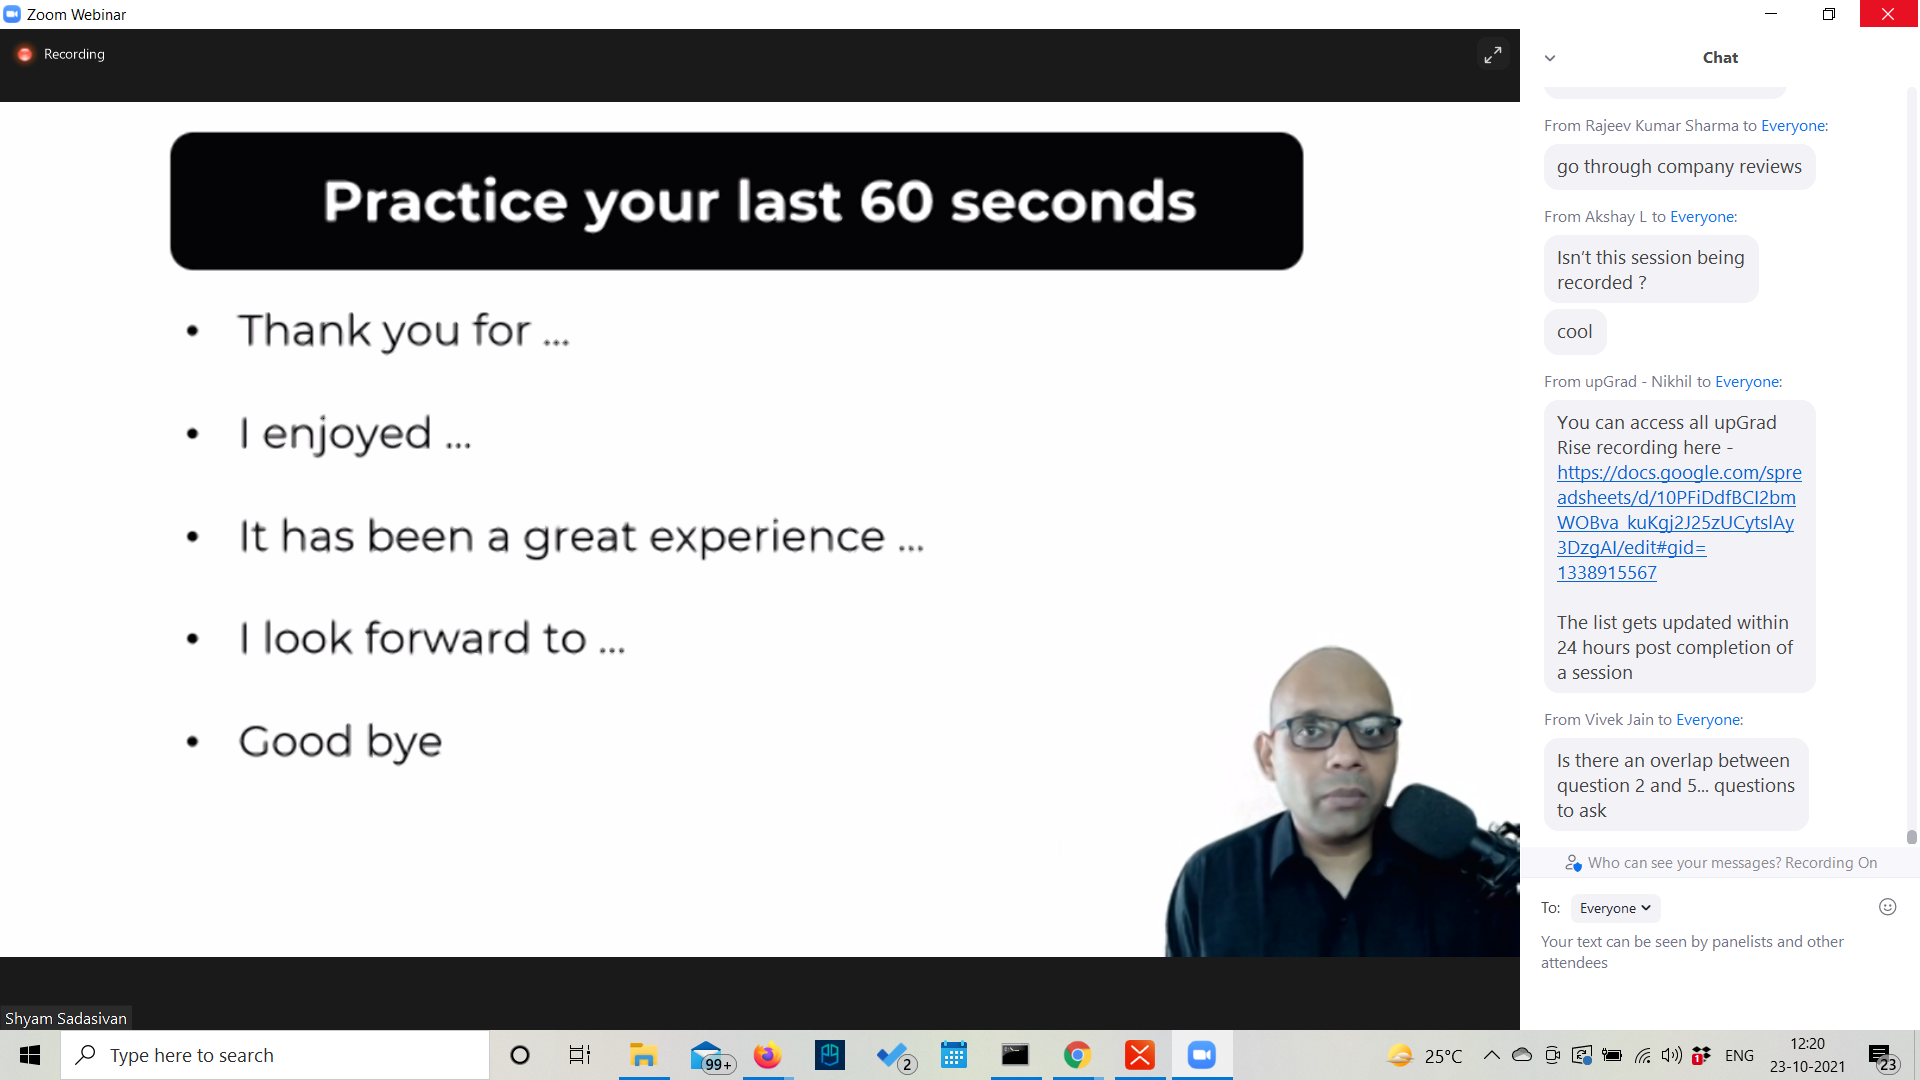 Zoom Webinar
Recording
Practice your last 60 seconds
• Thank you for ...
• I enjoyed ...
• It has been a great experience ...
• I look forward to ...
• Good bye
Shyam Sadasivan
Chat
From Rajeev Kumar Sharma to Everyone:
go through company reviews
From Akshay L to Everyone:
Isn't this session being
recorded ?
cool
From upGrad - Nikhil to Everyone:
You can access all upGrad
Rise recording here -
https://docs.google.com/spre
adsheets/d/10PFiDdfBCI2bm
WOBva_kuKgj2J25zUCytslAy
3DzgAI/edit#gid=
1338915567
The list gets updated within
24 hours post completion of
a session
From Vivek Jain to Everyone:
Is there an overlap between
question 2 and 5... questions
to ask
Who can see your messages? Recording On
To: Everyone
Your text can be seen by panelists and other
attendees
Type here to search
99+
2
25°C
1
ENG
12:20
23-10-2021
23